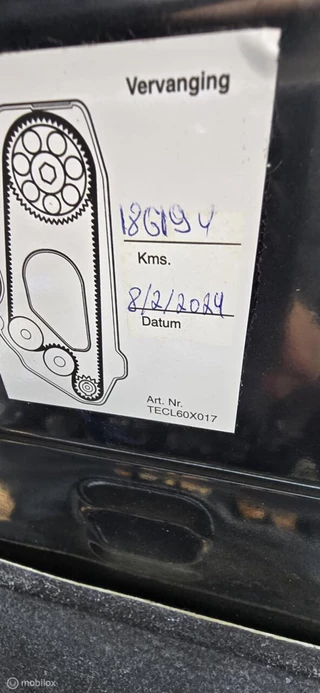 Vervanging
186194
Kms.
8/2/2024
Datum
Art. Nr.
TECL60X017
mobilox